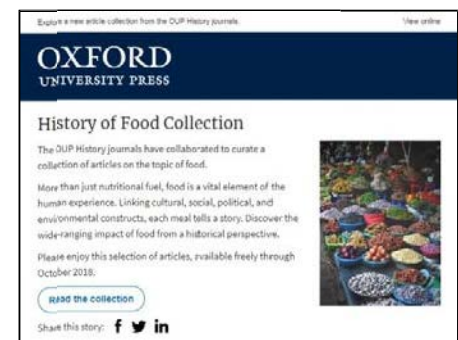 Explore a new article collection from the OUP History journals.
View online
OXFORD
UNIVERSITY PRESS
History of Food Collection
The OUP History journals have collaborated to curate a
collection of articles on the topic of food.
More than just nutritional fuel, food is a vital element of the
human experience. Linking cultural, social, political, and
environmental constructs, each meal tells a story. Discover the
wide-ranging impact of food from a historical perspective.
Please enjoy this selection of articles, available freely through
October 2018.
Read the collection
Share this story: